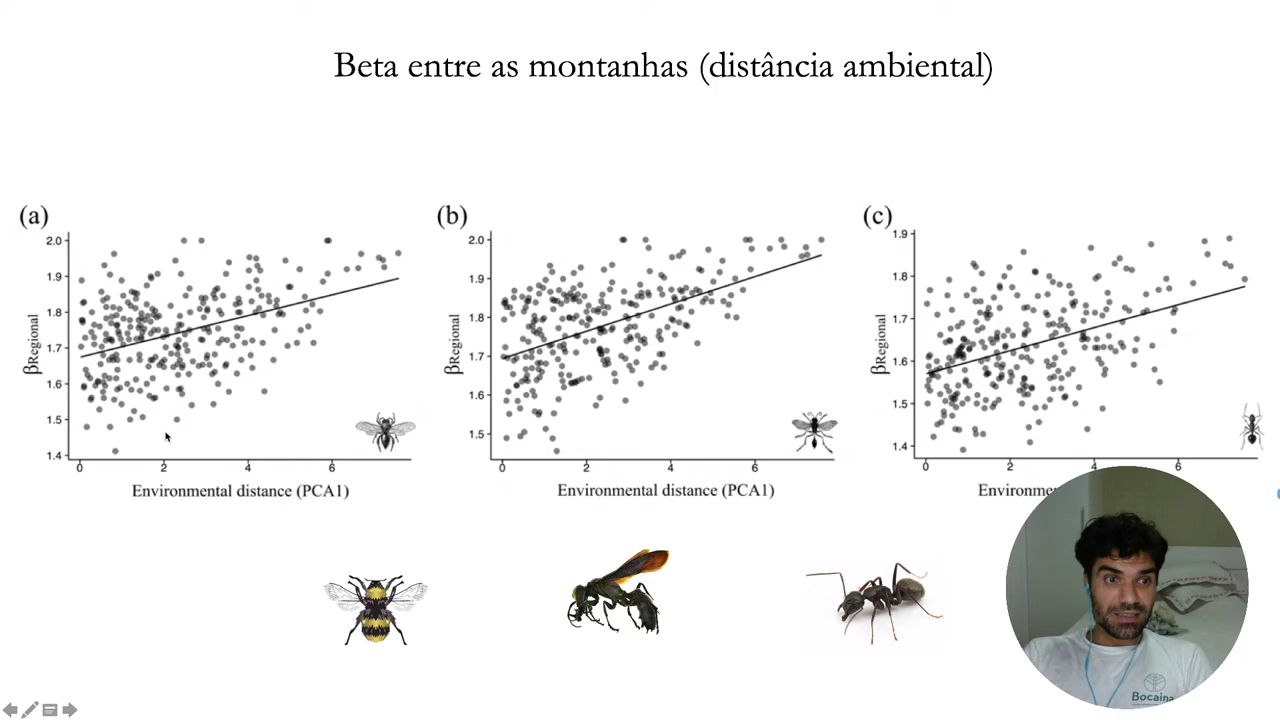 Beta entre as montanhas (distância ambiental)
(a)
2.0
1.9
1.8
1.7
1.6
1.5
1.4
βRegional
0 2 4 6
Environmental distance (PCA1)
(b)
2.0
1.9
1.8
1.7
1.6
1.5
βRegional
0 2 4 6
Environmental distance (PCA1)
(c)
1.9
1.8
1.7
1.6
1.5
1.4
βRegional
0 2 4 6
Environme
Bocaina